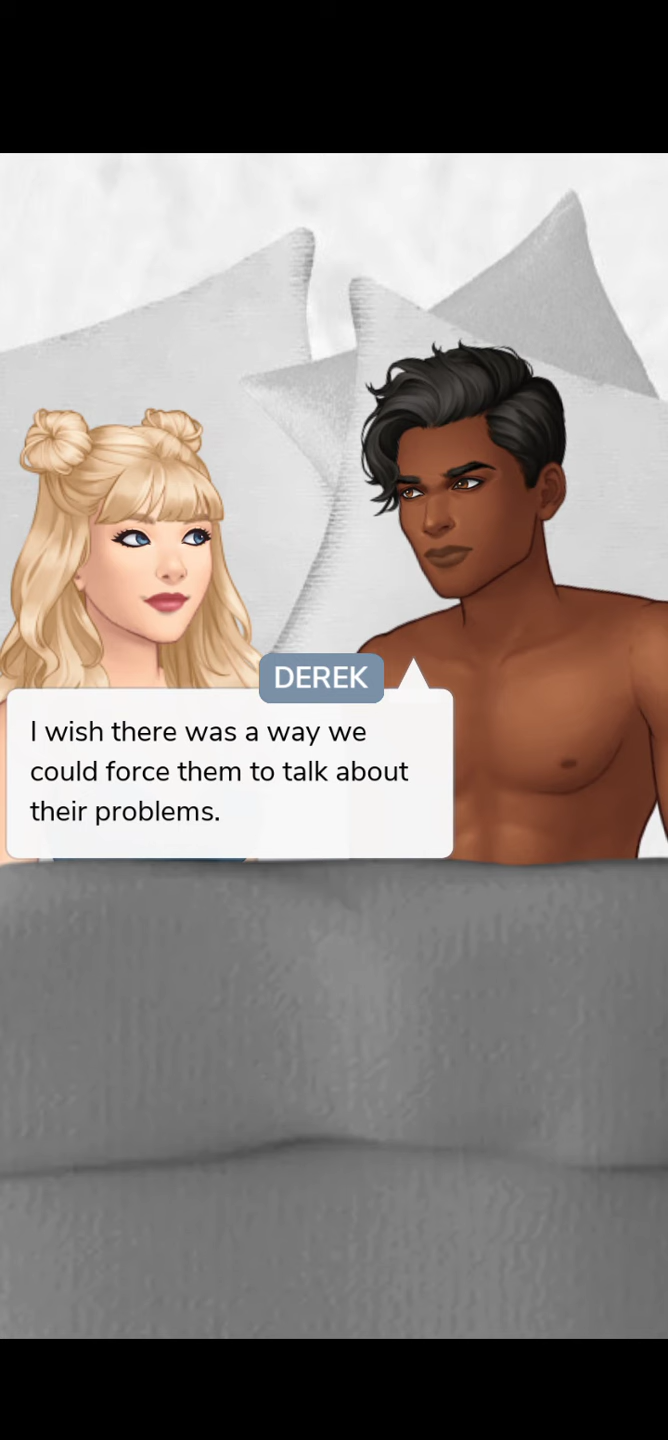 DEREK
I wish there was a way we
could force them to talk about
their problems.